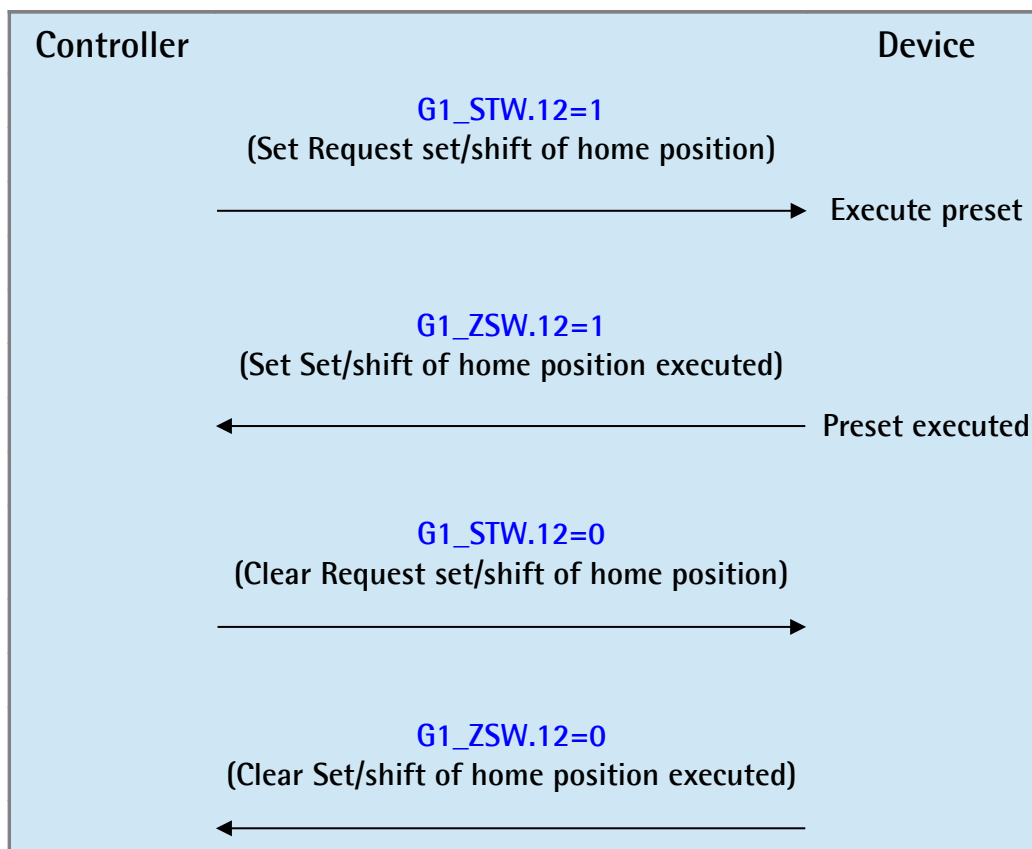 Controller
Device
G1_STW.12=1
(Set Request set/shift of home position)
Execute preset
G1_ZSW.12=1
(Set Set/shift of home position executed)
Preset executed
G1_STW.12=0
(Clear Request set/shift of home position)
G1_ZSW.12=0
(Clear Set/shift of home position executed)